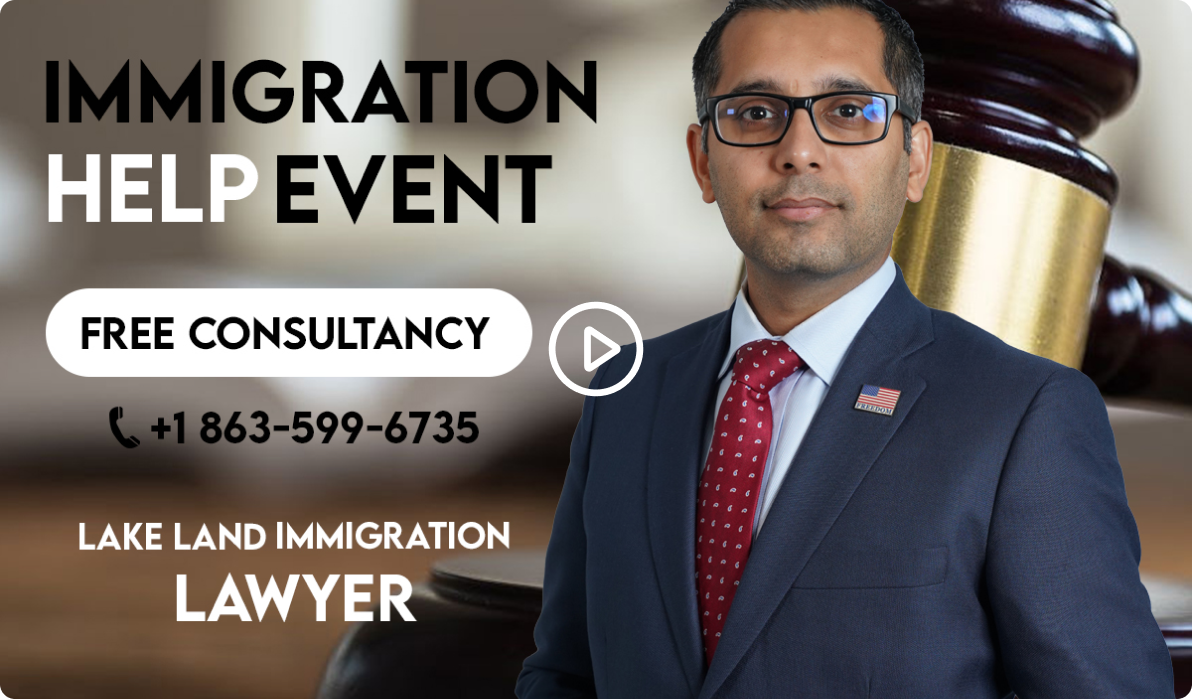 IMMIGRATION
HELP EVENT
FREE CONSULTANCY
+1 863-599-6735
LAKE LAND IMMIGRATION
LAWYER
FREEDOM